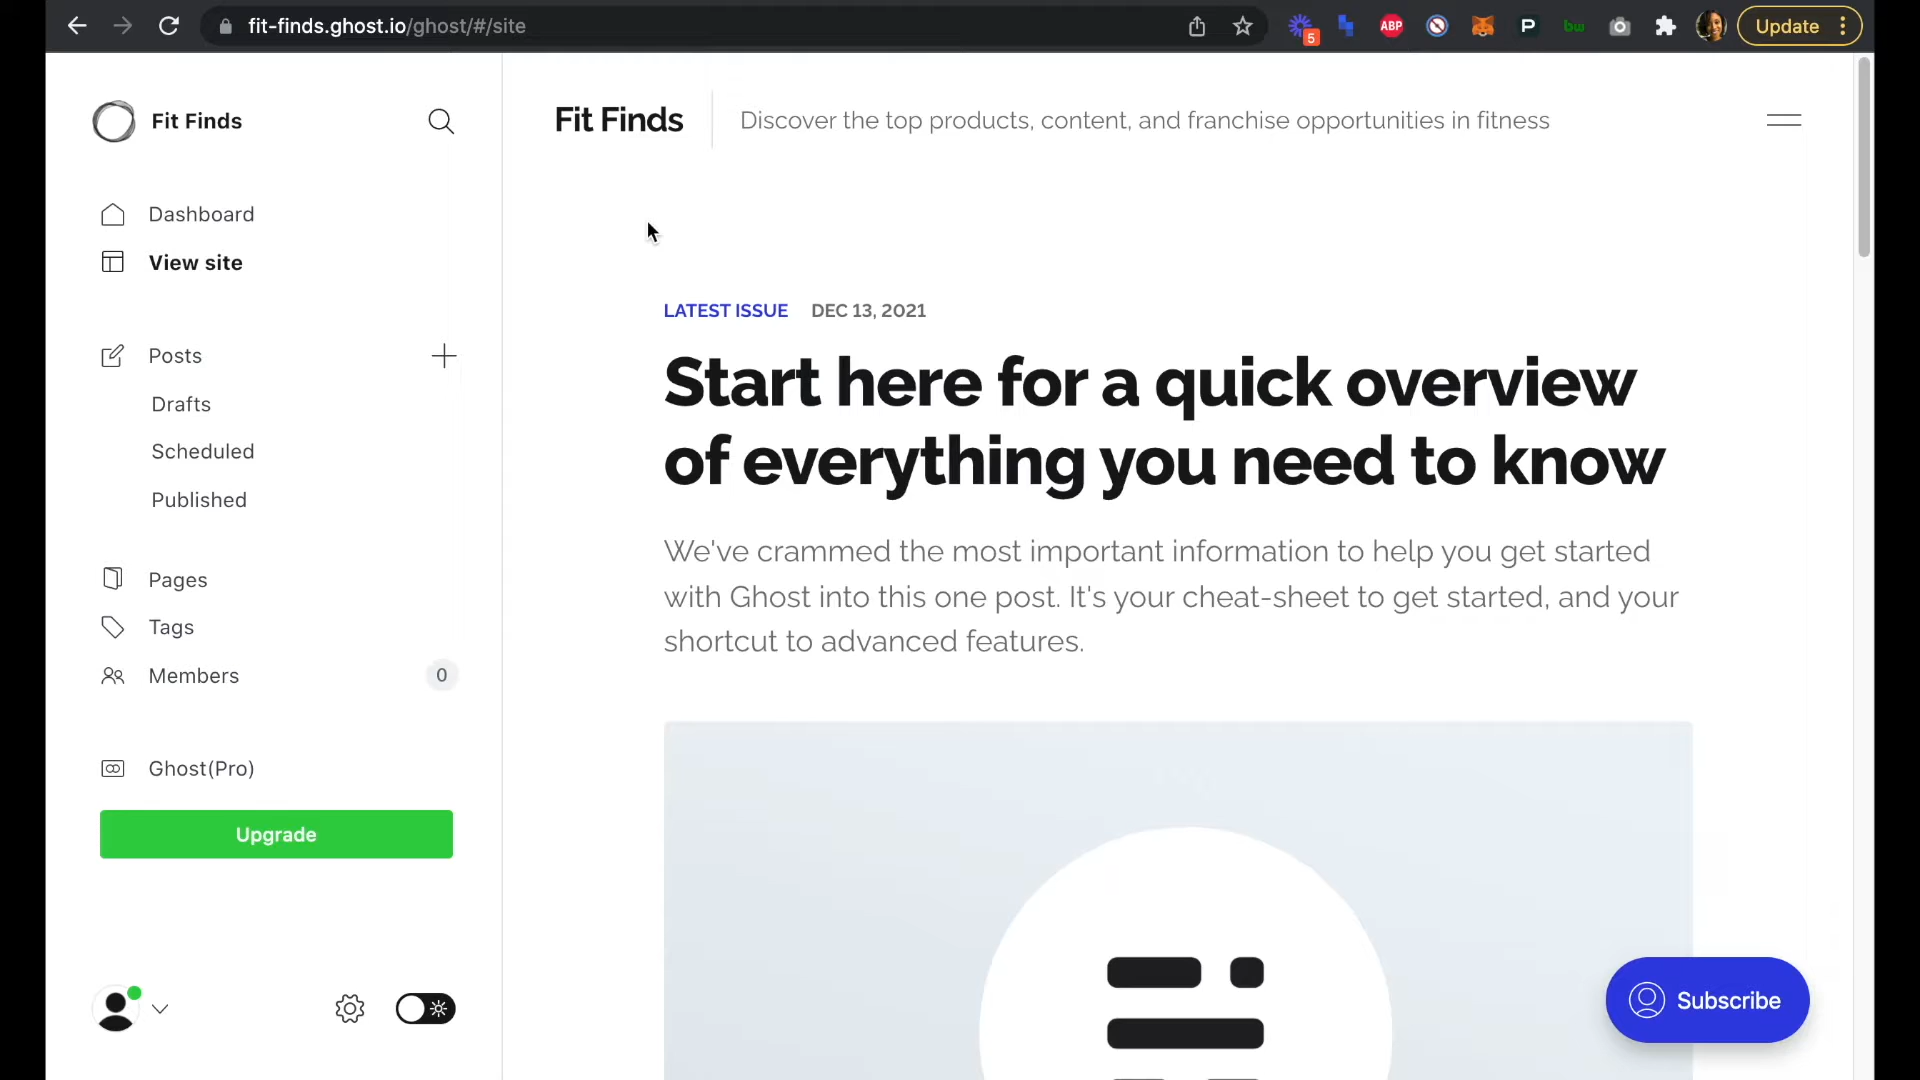 fit-finds.ghost.io/ghost/#/site
5
ABP
P
bw
Update
Fit Finds
Dashboard
View site
Posts
Drafts
Scheduled
Published
Pages
Tags
Members
0
Ghost(Pro)
Upgrade
Fit Finds
Discover the top products, content, and franchise opportunities in fitness
LATEST ISSUE DEC 13, 2021
Start here for a quick overview
of everything you need to know
We've crammed the most important information to help you get started
with Ghost into this one post. It's your cheat-sheet to get started, and your
shortcut to advanced features.
Subscribe